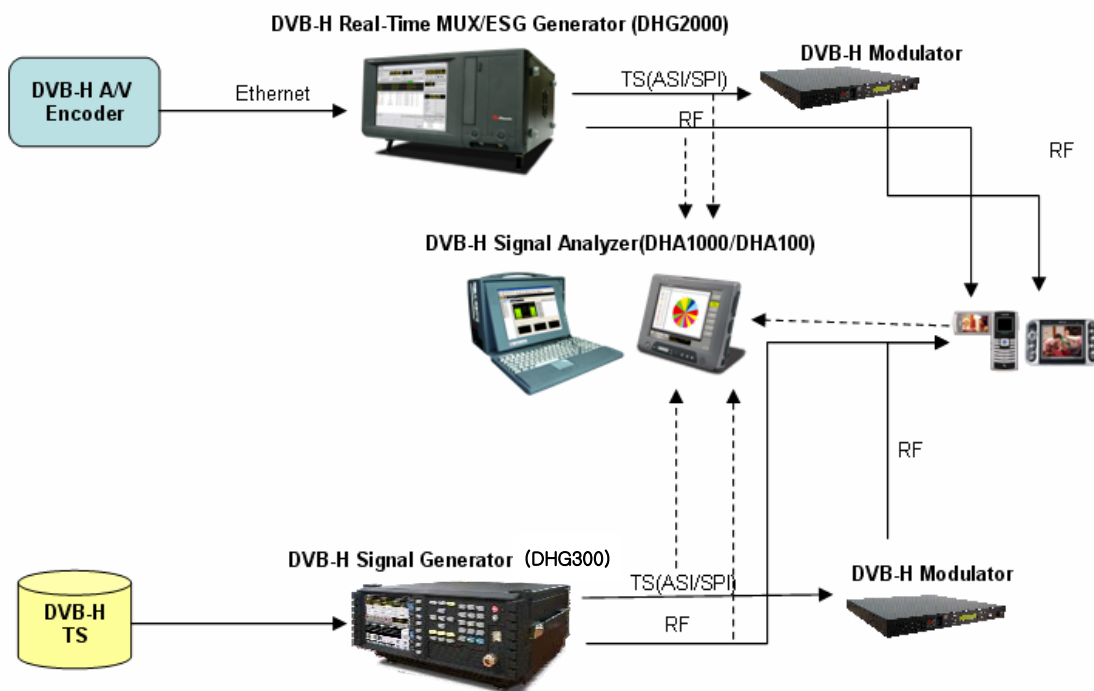 DVB-H Real-Time MUX/ESG Generator (DHG2000)
DVB-H Modulator
DVB-H A/V
Encoder
Ethernet
TS(ASI/SPI)
RF
RF
DVB-H Signal Analyzer(DHA1000/DHA100)
RF
DVB-H Signal Generator (DHG300)
DVB-H Modulator
DVB-H
TS
TS(ASI/SPI)
RF